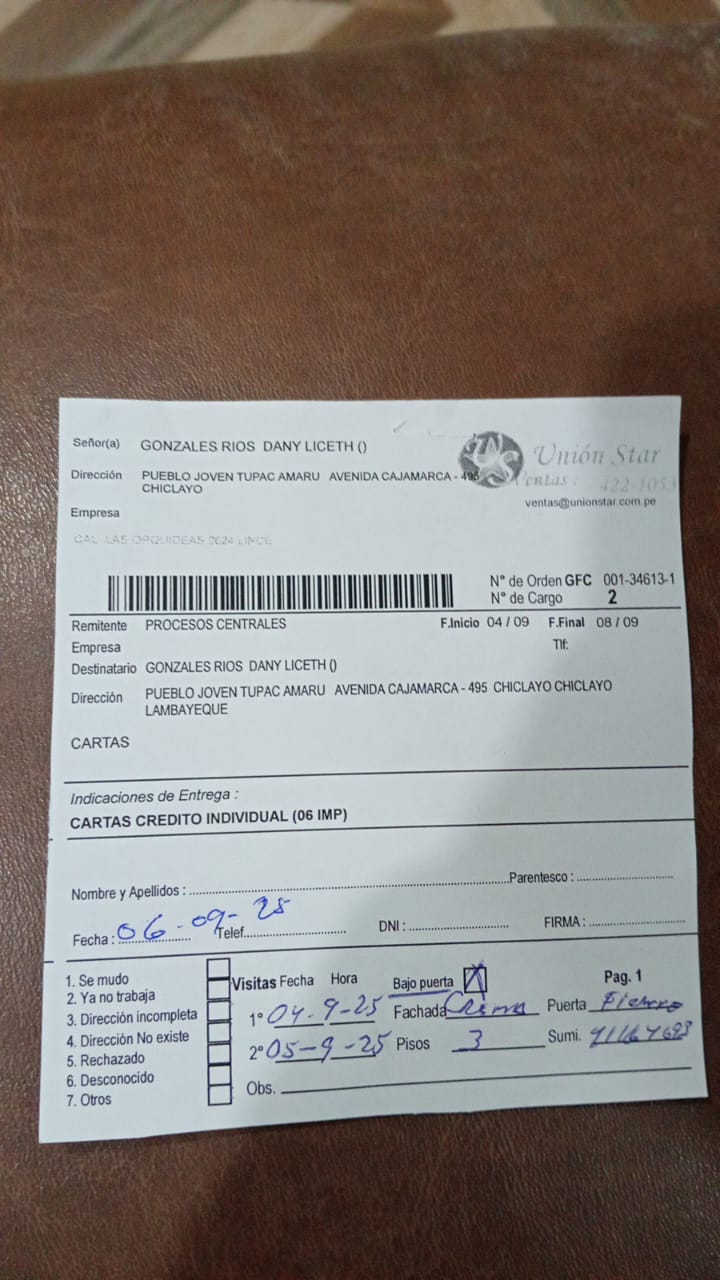 Señor(a) GONZALES RIOS DANY LICETH ()
Unión Star
Dirección PUEBLO JOVEN TUPAC AMARU AVENIDA CAJAMARCA - 495
CHICLAYO
Ventas : 422-1053
ventas@unionstar.com.pe
Empresa
CAL LAS ORQUIDEAS 2624 LINCE
N° de Orden GFC 001-34613-1
N° de Cargo 2
Remitente PROCESOS CENTRALES F.Inicio 04 / 09 F.Final 08 / 09
Empresa Tlf:
Destinatario GONZALES RIOS DANY LICETH ()
Dirección PUEBLO JOVEN TUPAC AMARU AVENIDA CAJAMARCA - 495 CHICLAYO CHICLAYO
LAMBAYEQUE
CARTAS
Indicaciones de Entrega :
CARTAS CREDITO INDIVIDUAL (06 IMP)
Nombre y Apellidos : Parentesco :
Fecha : 06-09-25 Telef. DNI : FIRMA :
1. Se mudo
2. Ya no trabaja
3. Dirección incompleta
4. Dirección No existe
5. Rechazado
6. Desconocido
7. Otros
Visitas Fecha Hora Bajo puerta X Pag. 1
1° 04-9-25 Fachada Crema Puerta Fierro
2° 05-9-25 Pisos 3 Sumi.
Obs.